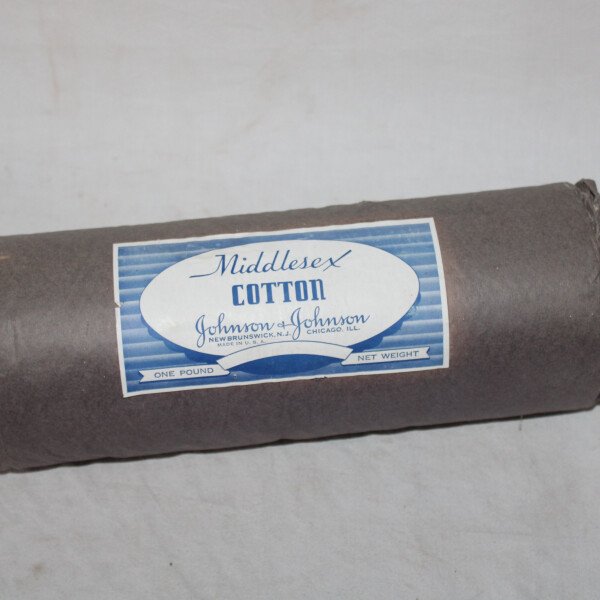 Middlesex
COTTON
Johnson & Johnson
NEW BRUNSWICK, N.J. CHICAGO, ILL.
MADE IN U.S.A.
ONE POUND NET WEIGHT